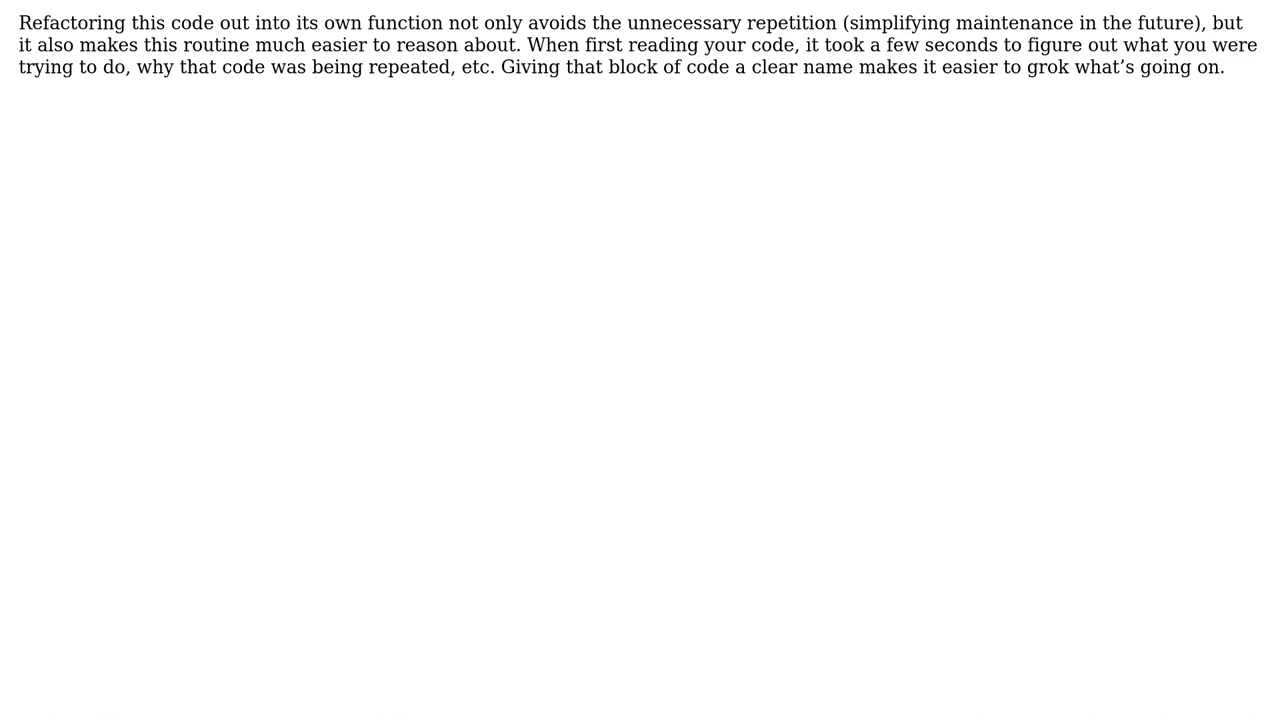 Refactoring this code out into its own function not only avoids the unnecessary repetition (simplifying maintenance in the future), but
it also makes this routine much easier to reason about. When first reading your code, it took a few seconds to figure out what you were
trying to do, why that code was being repeated, etc. Giving that block of code a clear name makes it easier to grok what’s going on.